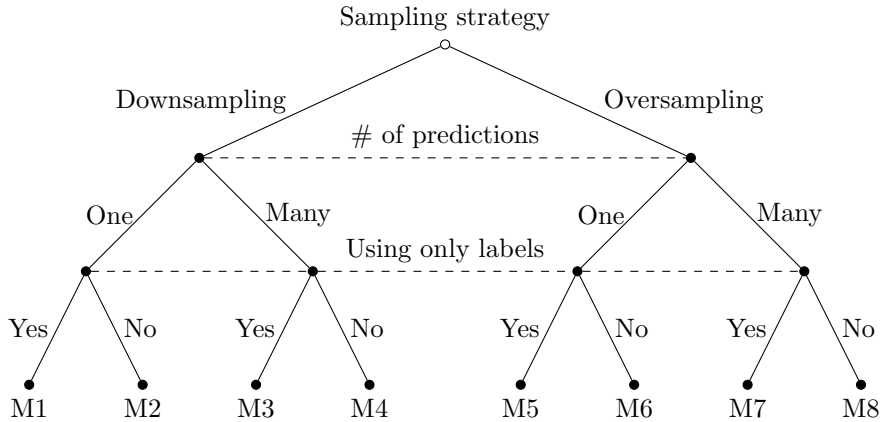 Sampling strategy
Downsampling
Oversampling
# of predictions
One
Many
One
Many
Using only labels
Yes
No
Yes
No
Yes
No
Yes
No
M1
M2
M3
M4
M5
M6
M7
M8